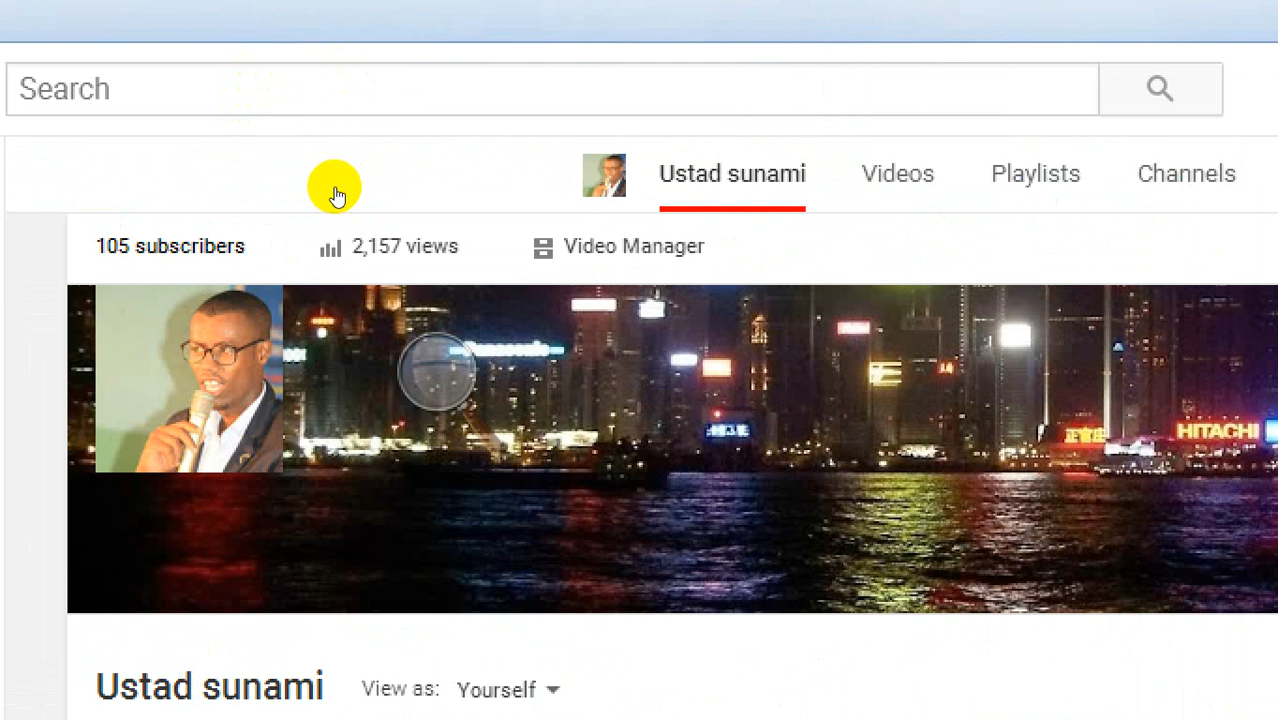 Search
Ustad sunami Videos Playlists Channels
105 subscribers 2,157 views Video Manager
Panasonic
HITACHI
Ustad sunami View as: Yourself